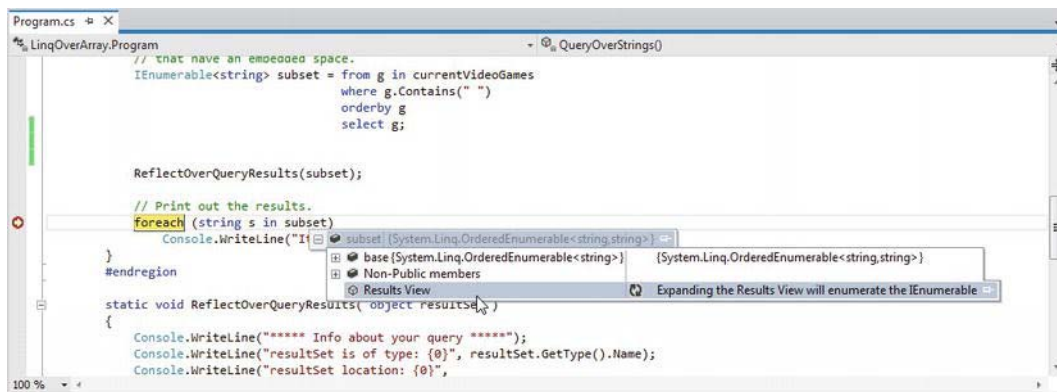 Program.cs
LinqOverArray.Program
QueryOverStrings()
// that have an embedded space.
IEnumerable<string> subset = from g in currentVideoGames
where g.Contains(" ")
orderby g
select g;
ReflectOverQueryResults(subset);
// Print out the results.
foreach (string s in subset)
Console.WriteLine("It
subset {System.Linq.OrderedEnumerable<string,string>}
}
base {System.Linq.OrderedEnumerable<string>} {System.Linq.OrderedEnumerable<string,string>}
#endregion
Non-Public members
Results View Expanding the Results View will enumerate the IEnumerable
static void ReflectOverQueryResults( object resultSet )
{
Console.WriteLine("***** Info about your query *****");
Console.WriteLine("resultSet is of type: {0}", resultSet.GetType().Name);
Console.WriteLine("resultSet location: {0}",
100 %